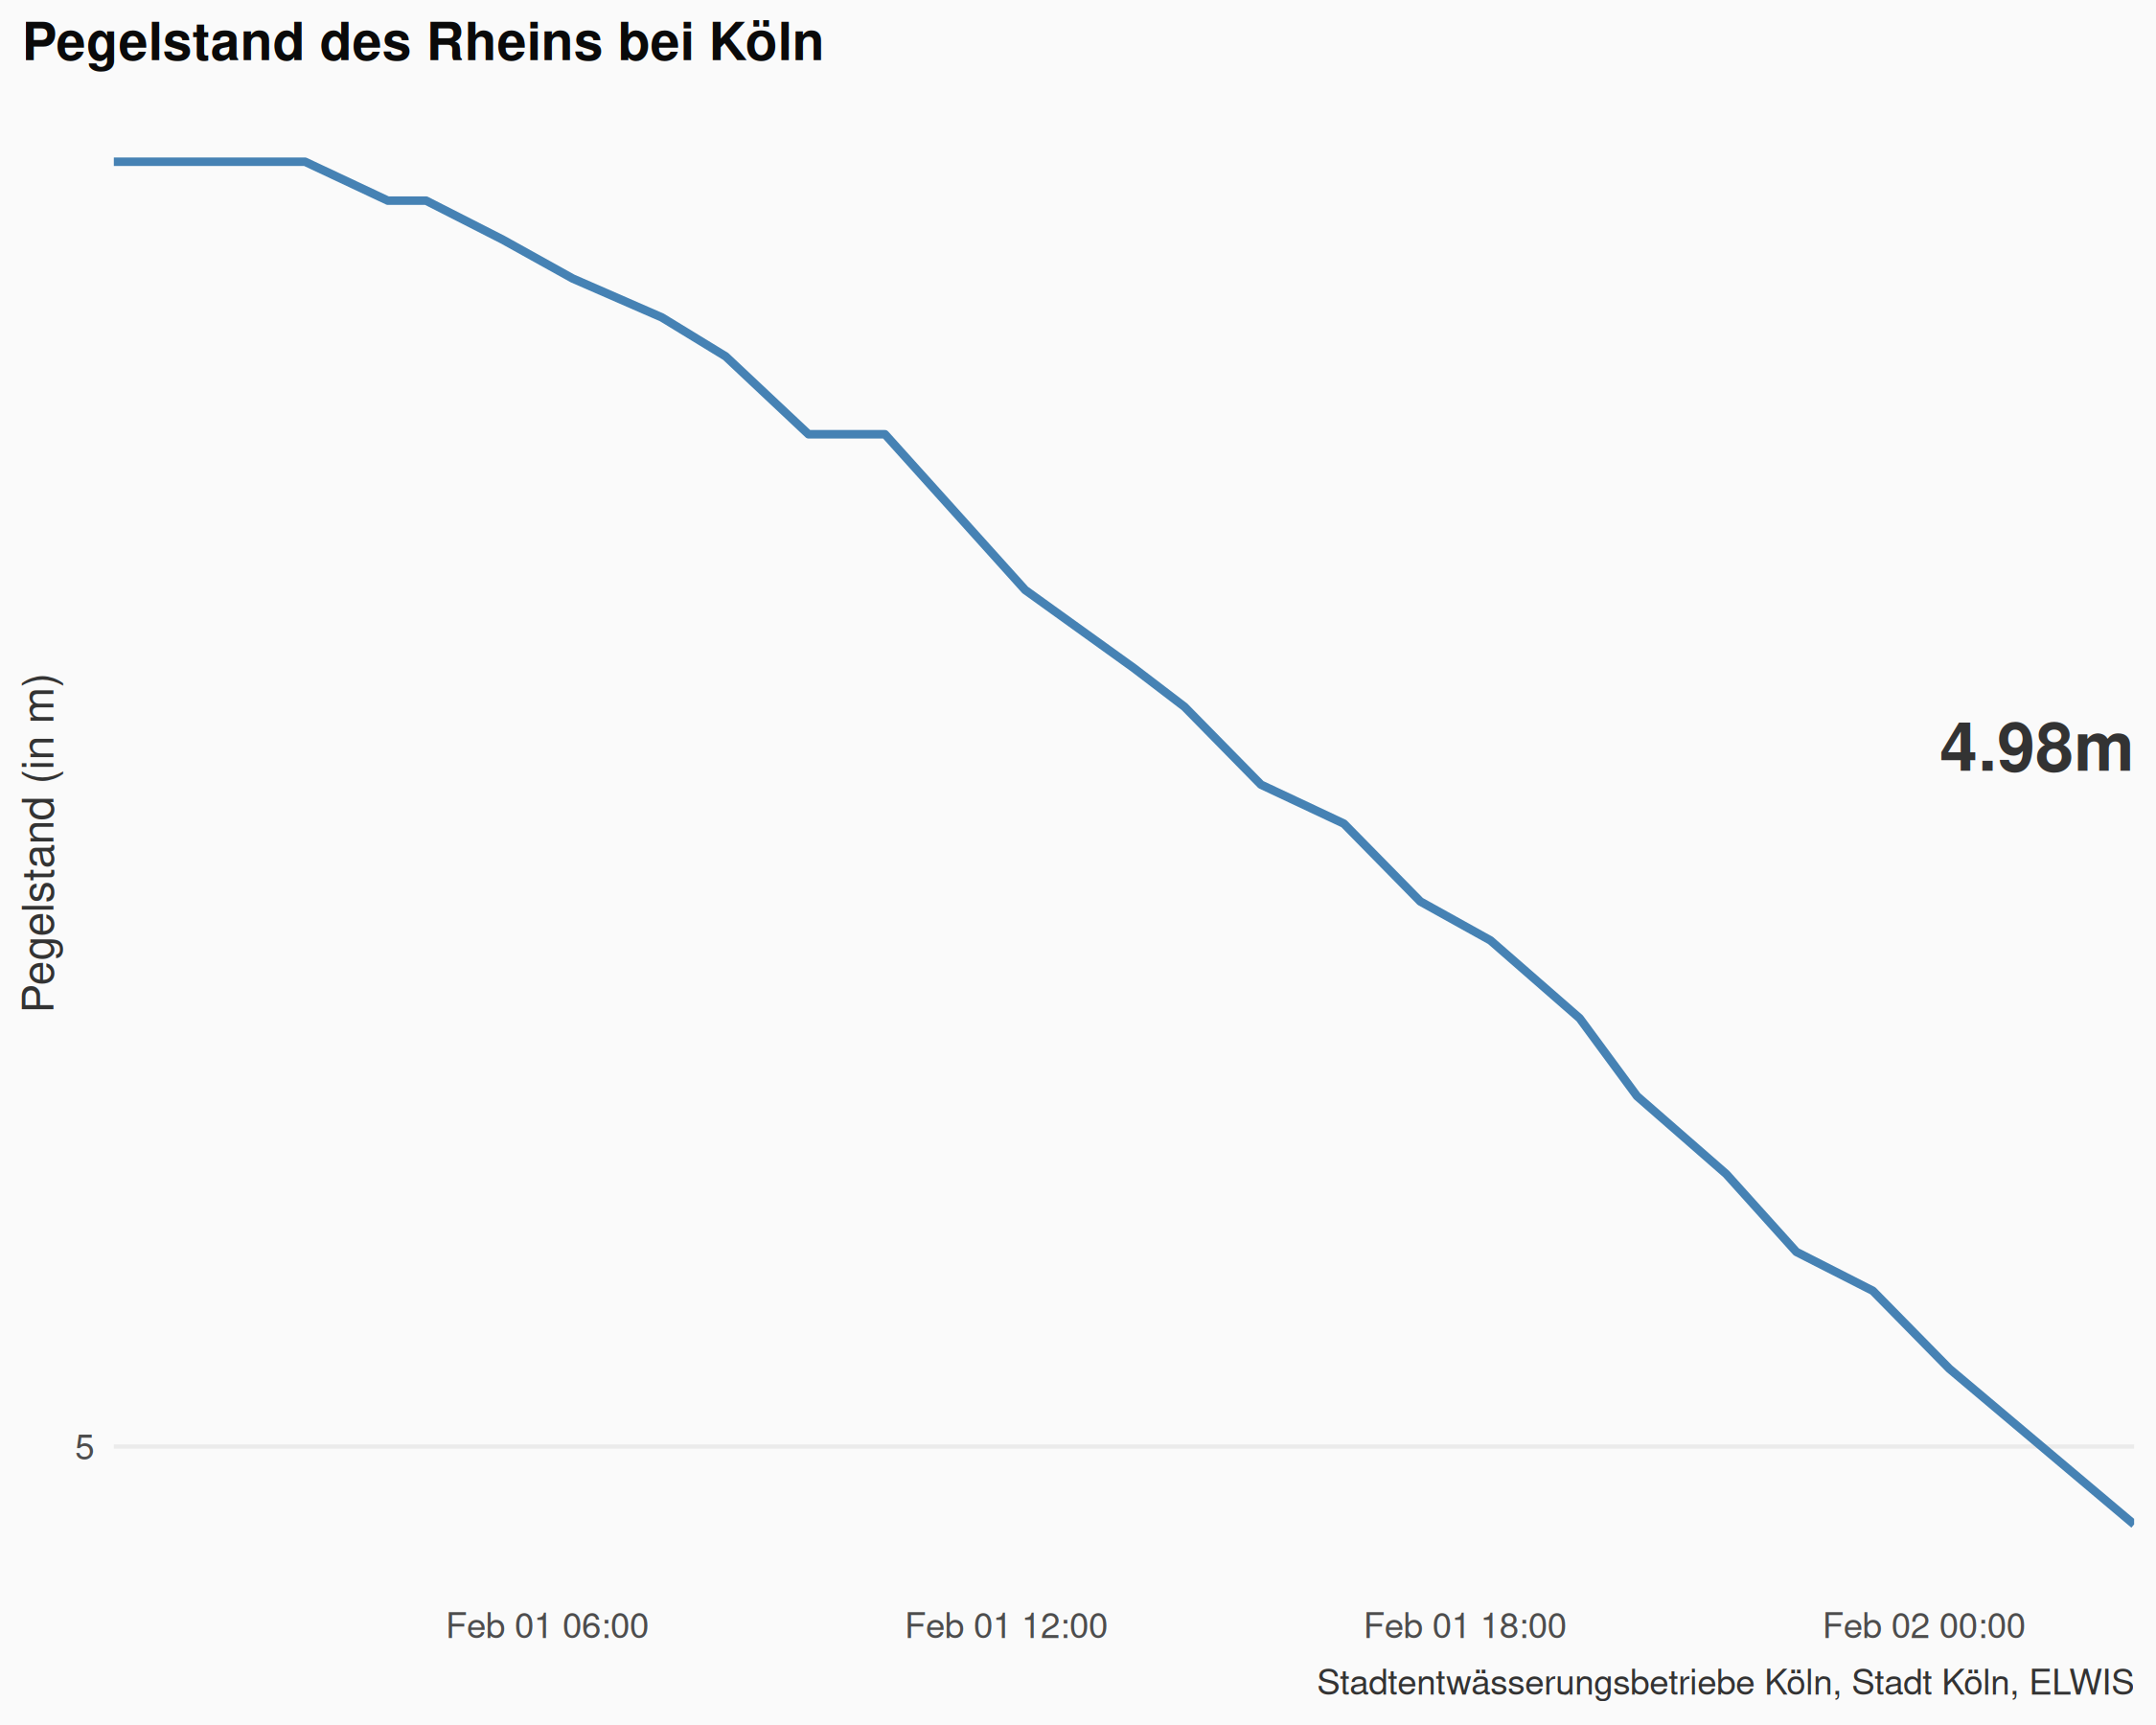 Pegelstand des Rheins bei Köln
Pegelstand (in m)
4.98m
5
Feb 01 06:00
Feb 01 12:00
Feb 01 18:00
Feb 02 00:00
Stadtentwässerungsbetriebe Köln, Stadt Köln, ELWIS